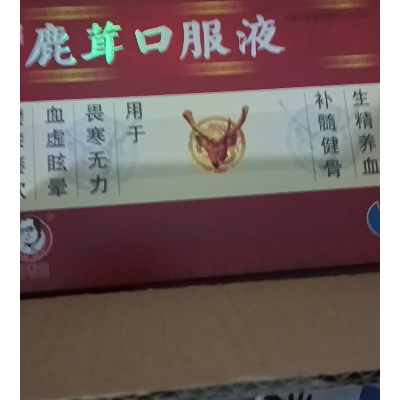 鹿茸口服液
生精养血
补髓健骨
用于
畏寒无力
血虚眩晕